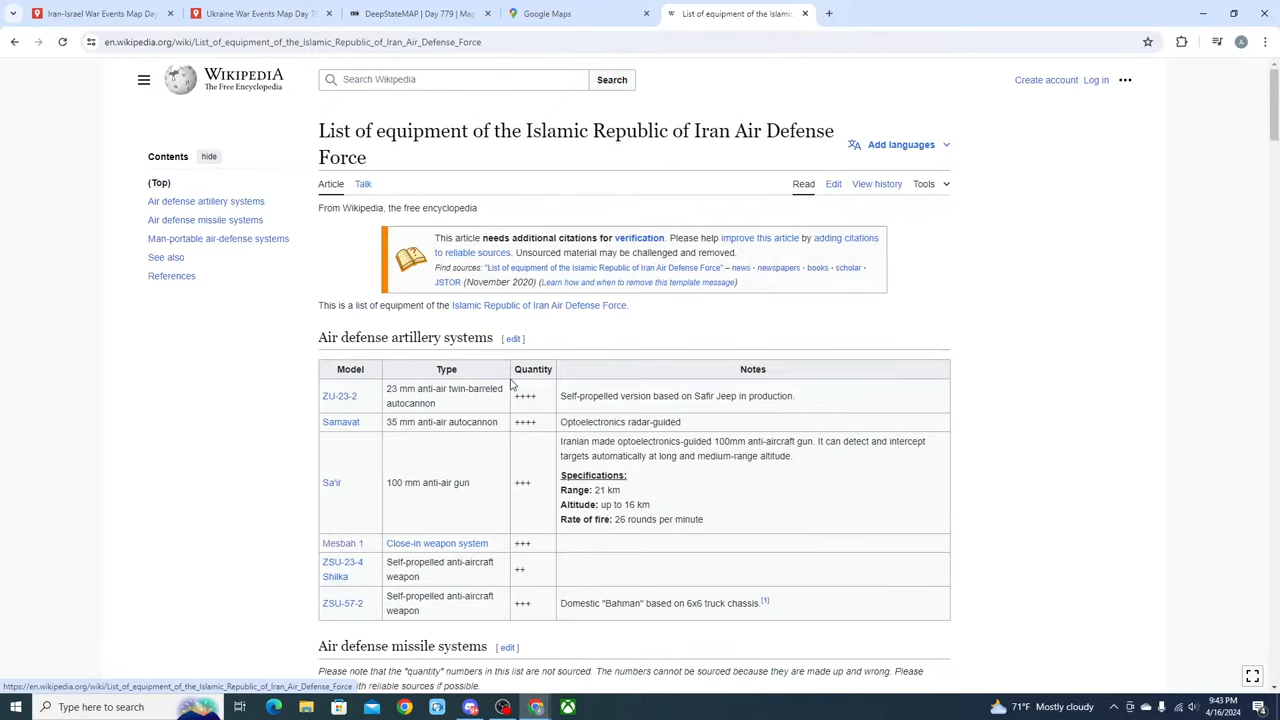 Iran-Israel Events Map Day
Ukraine Events Map Day 7
DeepStateMAP | Day 779 | Map
Google Maps
List of equipment of the Islamic
en.wikipedia.org/wiki/List_of_equipment_of_the_Islamic_Republic_of_Iran_Air_Defense_Force
A
WIKIPEDIA
The Free Encyclopedia
Search Wikipedia
Search
Create account Log in
List of equipment of the Islamic Republic of Iran Air Defense
Force
Add languages
Contents hide
(Top)
Air defense artillery systems
Air defense missile systems
Man-portable air-defense systems
See also
References
Article Talk
Read Edit View history Tools
From Wikipedia, the free encyclopedia
This article needs additional citations for verification. Please help improve this article by adding citations
to reliable sources. Unsourced material may be challenged and removed.
Find sources: "List of equipment of the Islamic Republic of Iran Air Defense Force" – news · newspapers · books · scholar ·
JSTOR (November 2020) (Learn how and when to remove this template message)
This is a list of equipment of the Islamic Republic of Iran Air Defense Force.
Air defense artillery systems [ edit ]
Model Type Quantity Notes
ZU-23-2 23 mm anti-air twin-barreled autocannon ++++ Self-propelled version based on Safir Jeep in production.
Samavat 35 mm anti-air autocannon ++++ Optoelectronics radar-guided
Sa'ir 100 mm anti-air gun +++ Iranian made optoelectronics-guided 100mm anti-aircraft gun. It can detect and intercept
targets automatically at long and medium-range altitude.
Specifications:
Range: 21 km
Altitude: up to 16 km
Rate of fire: 26 rounds per minute
Mesbah 1 Close-in weapon system +++
ZSU-23-4 Shilka Self-propelled anti-aircraft weapon ++
ZSU-57-2 Self-propelled anti-aircraft weapon +++ Domestic "Bahman" based on 6x6 truck chassis.[1]
Air defense missile systems [ edit ]
Please note that the "quantity" numbers in this list are not sourced. The numbers cannot be sourced because they are made up and wrong. Please
with reliable sources if possible.
https://en.wikipedia.org/wiki/List_of_equipment_of_the_Islamic_Republic_of_Iran_Air_Defense_Force
Type here to search
71°F Mostly cloudy
9:43 PM
4/16/2024